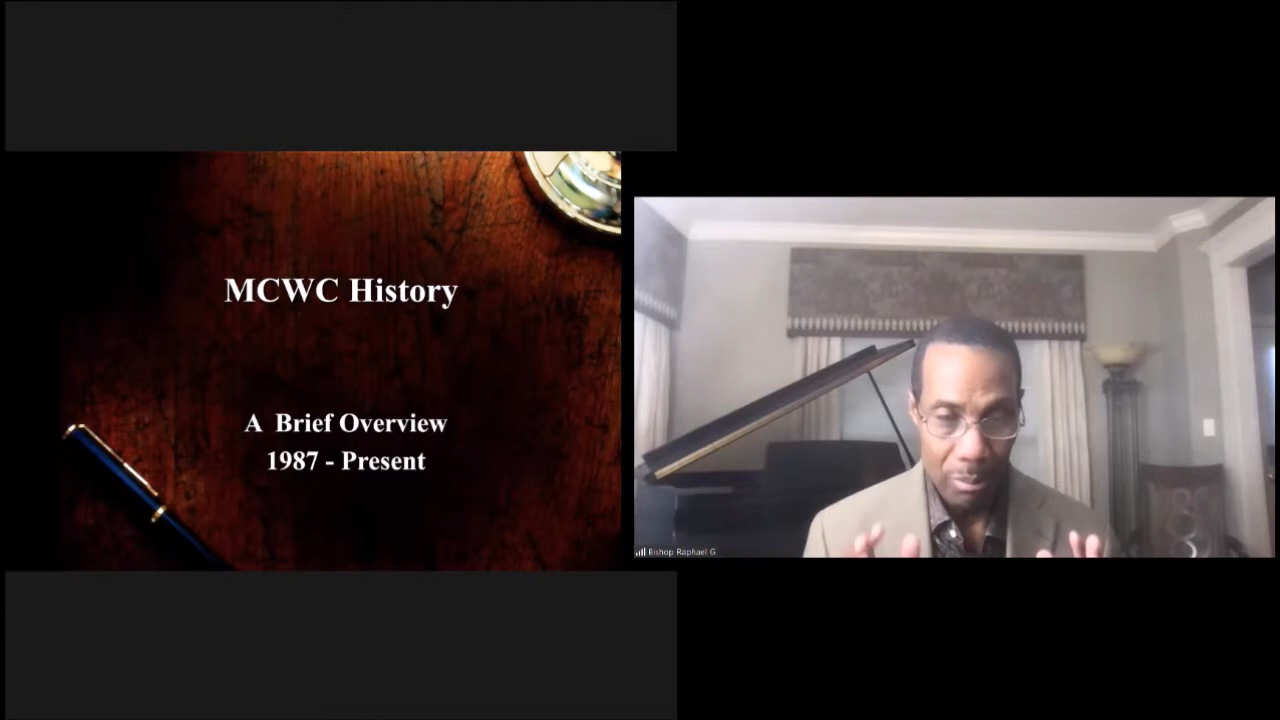 MCWC History
A Brief Overview
1987 - Present
Bishop Raphael G